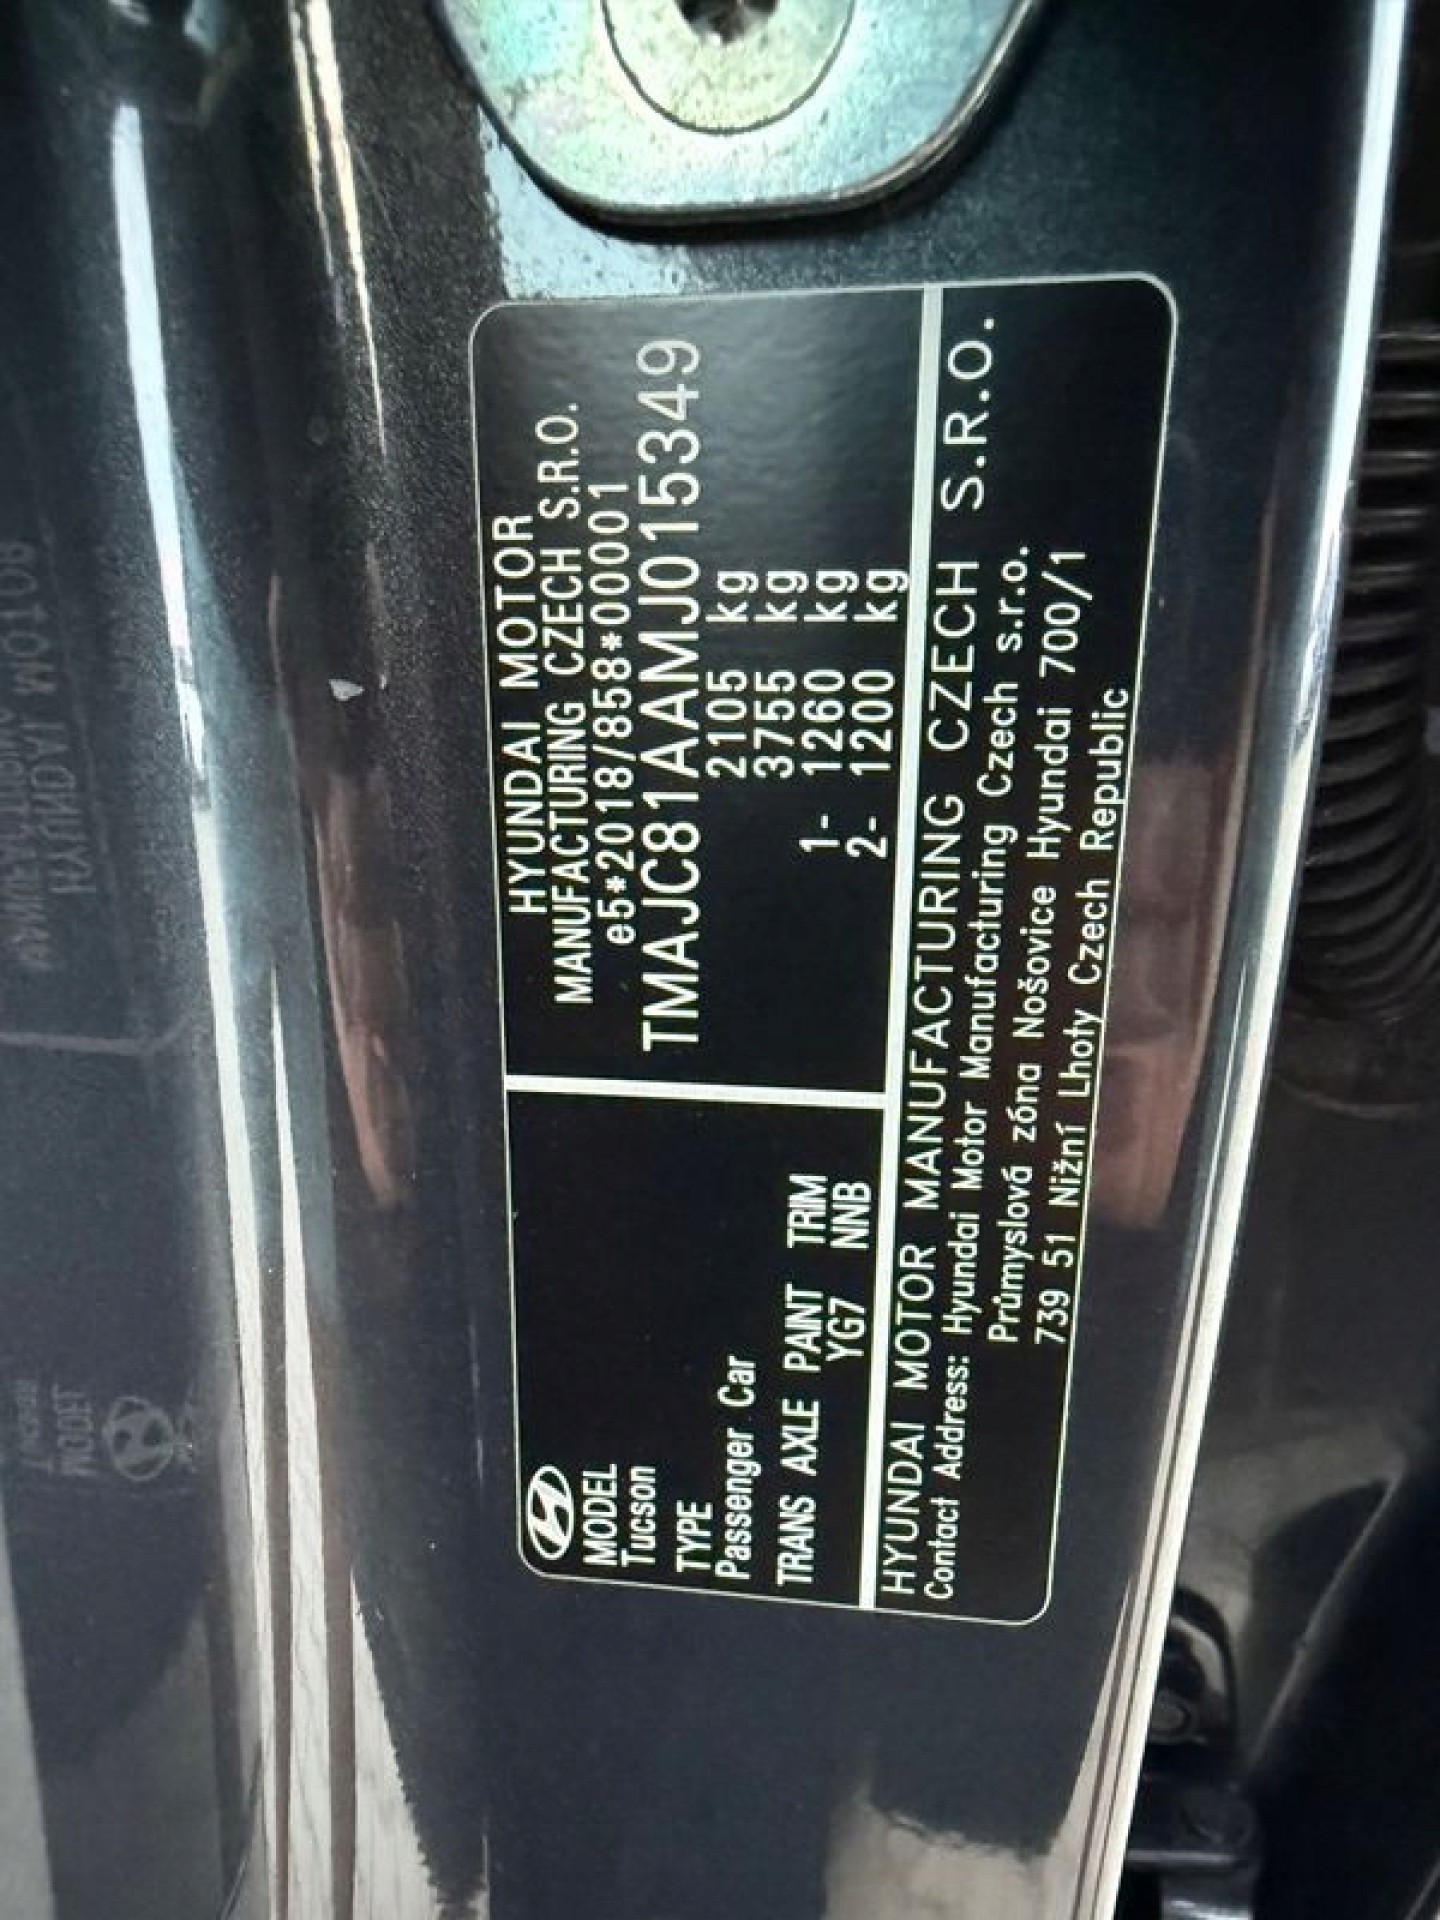 HYUNDAI MOTOR
MANUFACTURING CZECH S.R.O.
e5*2018/858*00001
TMAJC81AAMJ015349
2105 kg
3755 kg
1- 1260 kg
2- 1200 kg
MODEL
Tucson
TYPE
Passenger Car
TRANS AXLE PAINT TRIM
YG7 NNB
HYUNDAI MOTOR MANUFACTURING CZECH S.R.O.
Contact Address: Hyundai Motor Manufacturing Czech s.r.o.
Průmyslová zóna Nošovice Hyundai 700/1
739 51 Nižní Lhoty Czech Republic